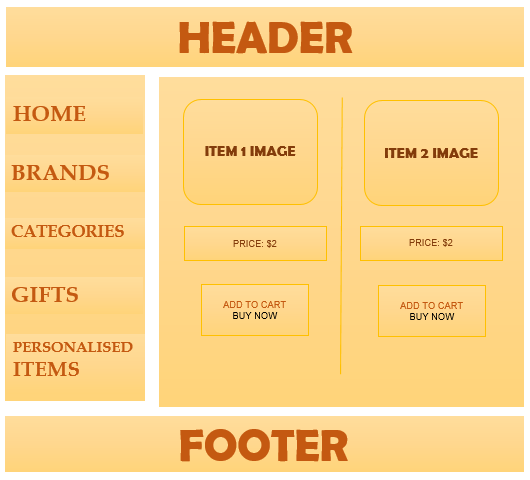 HEADER
HOME
BRANDS
CATEGORIES
GIFTS
PERSONALISED
ITEMS
ITEM 1 IMAGE
PRICE: $2
ADD TO CART
BUY NOW
ITEM 2 IMAGE
PRICE: $2
ADD TO CART
BUY NOW
FOOTER